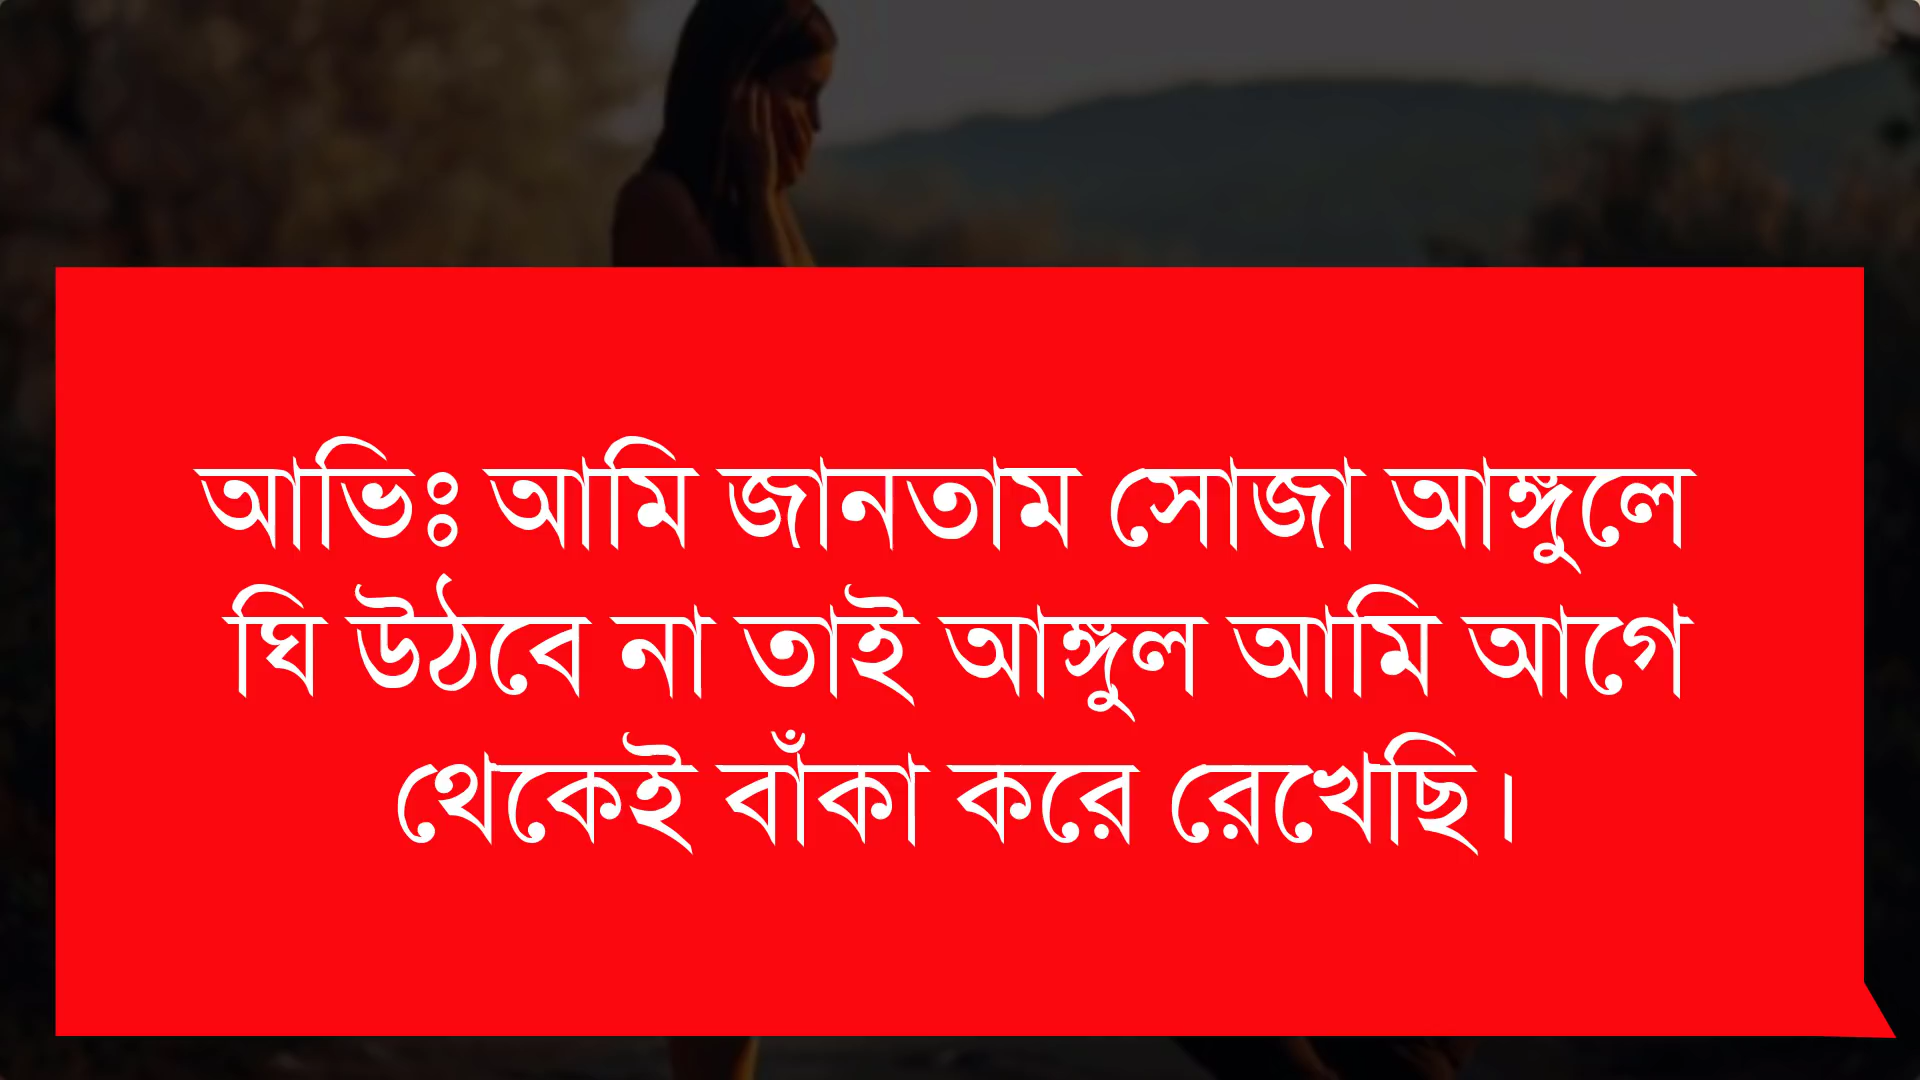 আভিঃ আমি জানতাম সোজা আঙ্গুলে
ঘি উঠবে না তাই আঙ্গুল আমি আগে
থেকেই বাঁকা করে রেখেছি।